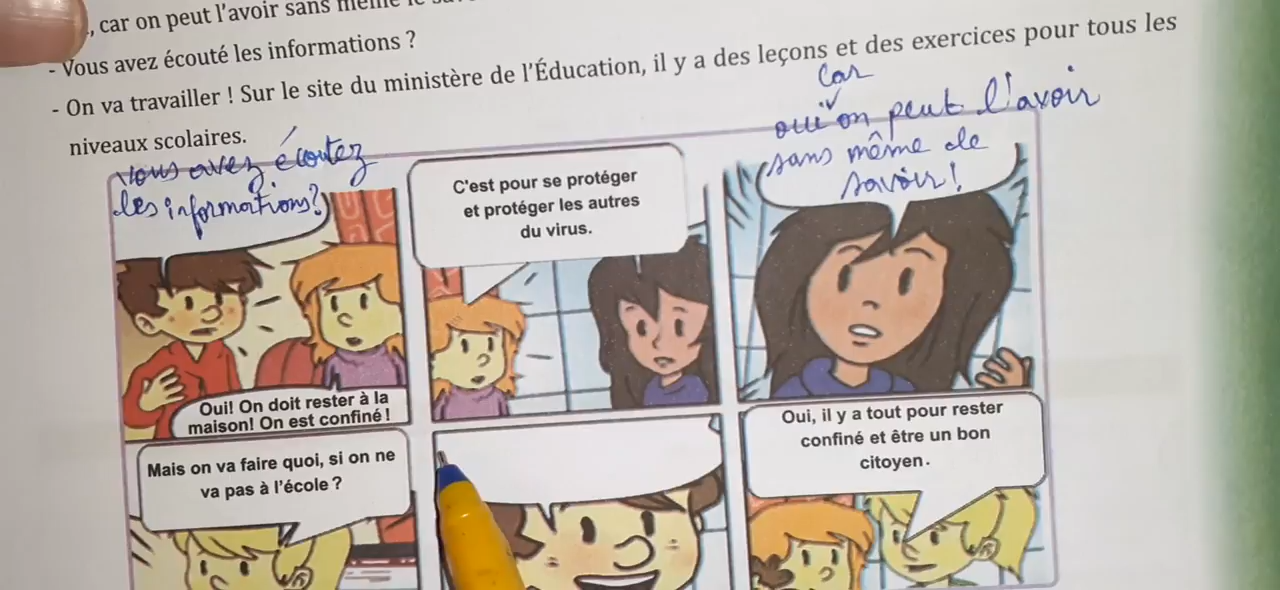 , car on peut l'avoir sans même le
- Vous avez écouté les informations ?
- On va travailler ! Sur le site du ministère de l'Éducation, il y a des leçons et des exercices pour tous les
niveaux scolaires.
vous avez écoutez
les informations?
C'est pour se protéger
et protéger les autres
du virus.
car
oui on peut l'avoir
sans même de
savoir!
Oui! On doit rester à la
maison! On est confiné !
Mais on va faire quoi, si on ne
va pas à l'école ?
Oui, il y a tout pour rester
confiné et être un bon
citoyen.